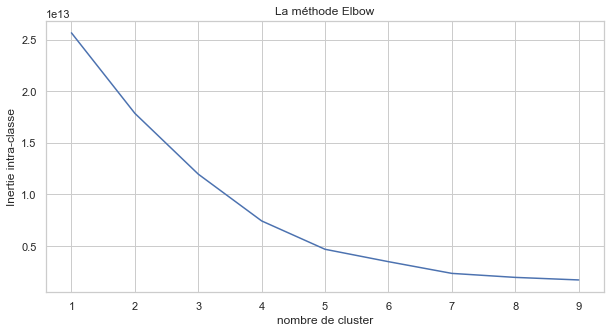 La méthode Elbow
1e13
2.5
2.0
1.5
1.0
0.5
Inertie intra-classe
1 2 3 4 5 6 7 8 9
nombre de cluster